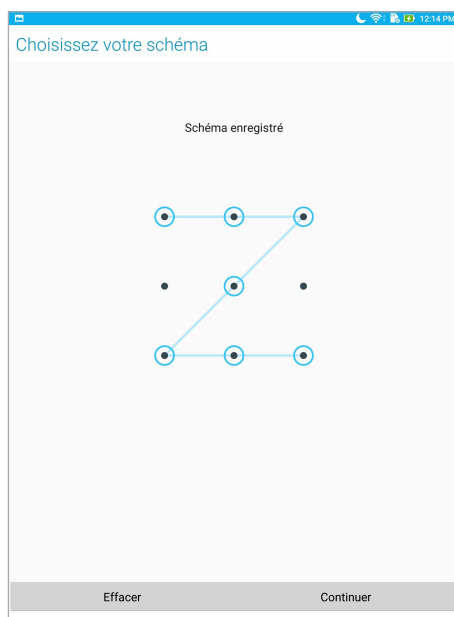 12:14 PM
Choisissez votre schéma
Schéma enregistré
Effacer
Continuer